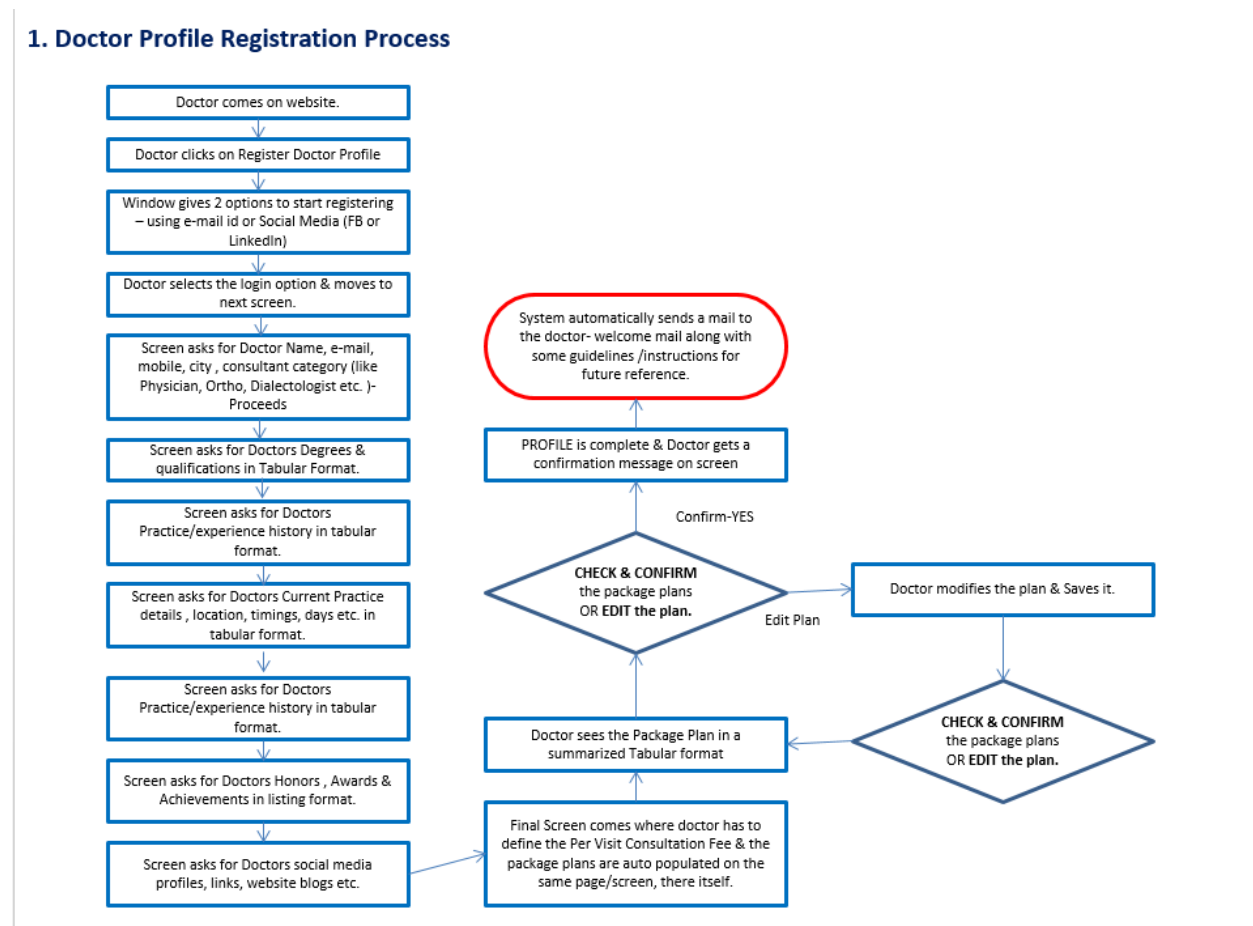 1. Doctor Profile Registration Process
Doctor comes on website.
Doctor clicks on Register Doctor Profile
Window gives 2 options to start registering
– using e-mail id or Social Media (FB or
LinkedIn)
Doctor selects the login option & moves to
next screen.
Screen asks for Doctor Name, e-mail,
mobile, city , consultant category (like
Physician, Ortho, Dialectologist etc. )-
Proceeds
Screen asks for Doctors Degrees &
qualifications in Tabular Format.
Screen asks for Doctors
Practice/experience history in tabular
format.
Screen asks for Doctors Current Practice
details , location, timings, days etc. in
tabular format.
Screen asks for Doctors
Practice/experience history in tabular
format.
Screen asks for Doctors Honors , Awards &
Achievements in listing format.
Screen asks for Doctors social media
profiles, links, website blogs etc.
Final Screen comes where doctor has to
define the Per Visit Consultation Fee & the
package plans are auto populated on the
same page/screen, there itself.
Doctor sees the Package Plan in a
summarized Tabular format
CHECK & CONFIRM
the package plans
OR EDIT the plan.
Confirm-YES
PROFILE is complete & Doctor gets a
confirmation message on screen
System automatically sends a mail to
the doctor- welcome mail along with
some guidelines /instructions for
future reference.
Edit Plan
Doctor modifies the plan & Saves it.
CHECK & CONFIRM
the package plans
OR EDIT the plan.